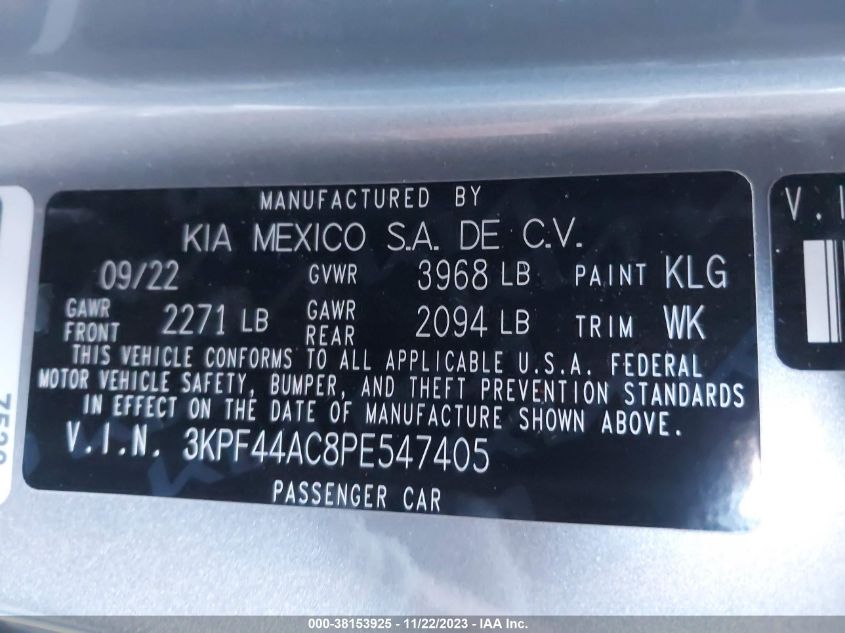 MANUFACTURED BY
KIA MEXICO S.A. DE C.V.
09/22 GVWR 3968 LB PAINT KLG
GAWR FRONT 2271 LB GAWR REAR 2094 LB TRIM WK
THIS VEHICLE CONFORMS TO ALL APPLICABLE U.S.A. FEDERAL
MOTOR VEHICLE SAFETY, BUMPER, AND THEFT PREVENTION STANDARDS
IN EFFECT ON THE DATE OF MANUFACTURE SHOWN ABOVE.
V.I.N. 3KPF44AC8PE547405
PASSENGER CAR
V.I
000-38153925 - 11/22/2023 - © IAA Inc.